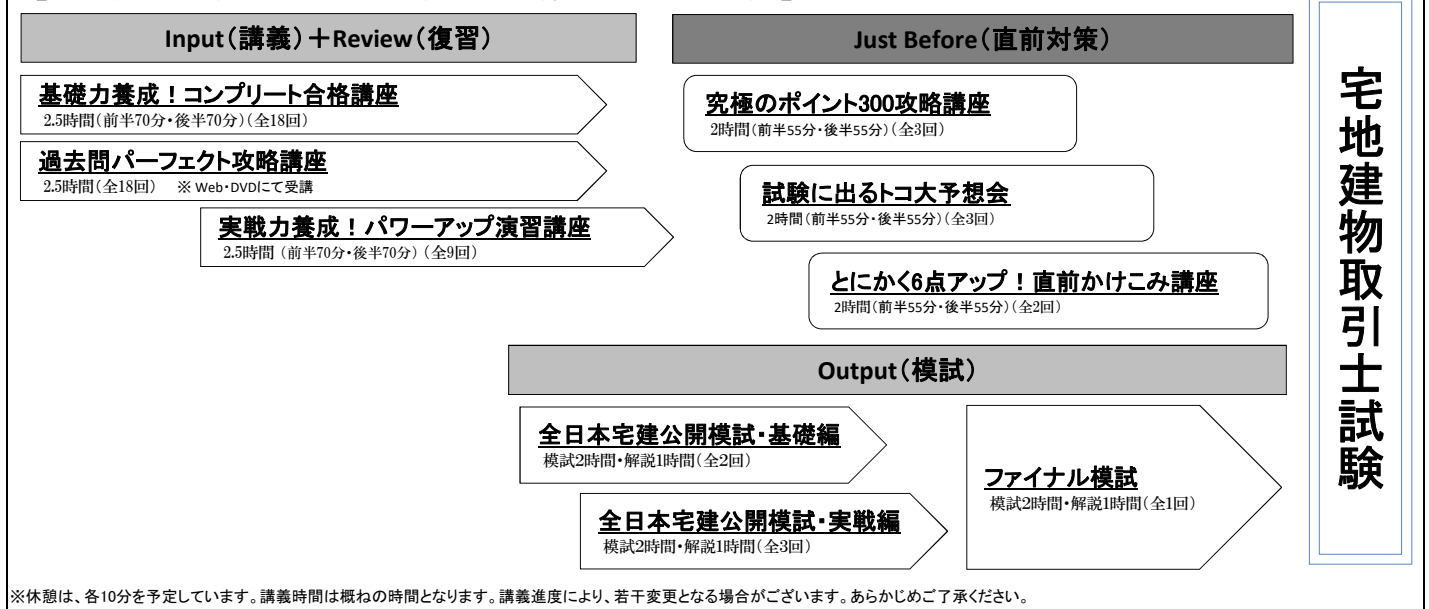 Input（講義）＋Review（復習）
基礎力養成！コンプリート合格講座
2.5時間（前半70分・後半70分）（全18回）
過去問パーフェクト攻略講座
2.5時間（全18回）　※ Web・DVDにて受講
実戦力養成！パワーアップ演習講座
2.5時間（前半70分・後半70分）（全9回）
Just Before（直前対策）
究極のポイント300攻略講座
2時間（前半55分・後半55分）（全3回）
試験に出るトコ大予想会
2時間（前半55分・後半55分）（全3回）
とにかく6点アップ！直前かけこみ講座
2時間（前半55分・後半55分）（全2回）
Output（模試）
全日本宅建公開模試・基礎編
模試2時間・解説1時間（全2回）
全日本宅建公開模試・実戦編
模試2時間・解説1時間（全3回）
ファイナル模試
模試2時間・解説1時間（全1回）
宅地建物取引士試験
※休憩は、各10分を予定しています。講義時間は概ねの時間となります。講義進度により、若干変更となる場合がございます。あらかじめご了承ください。